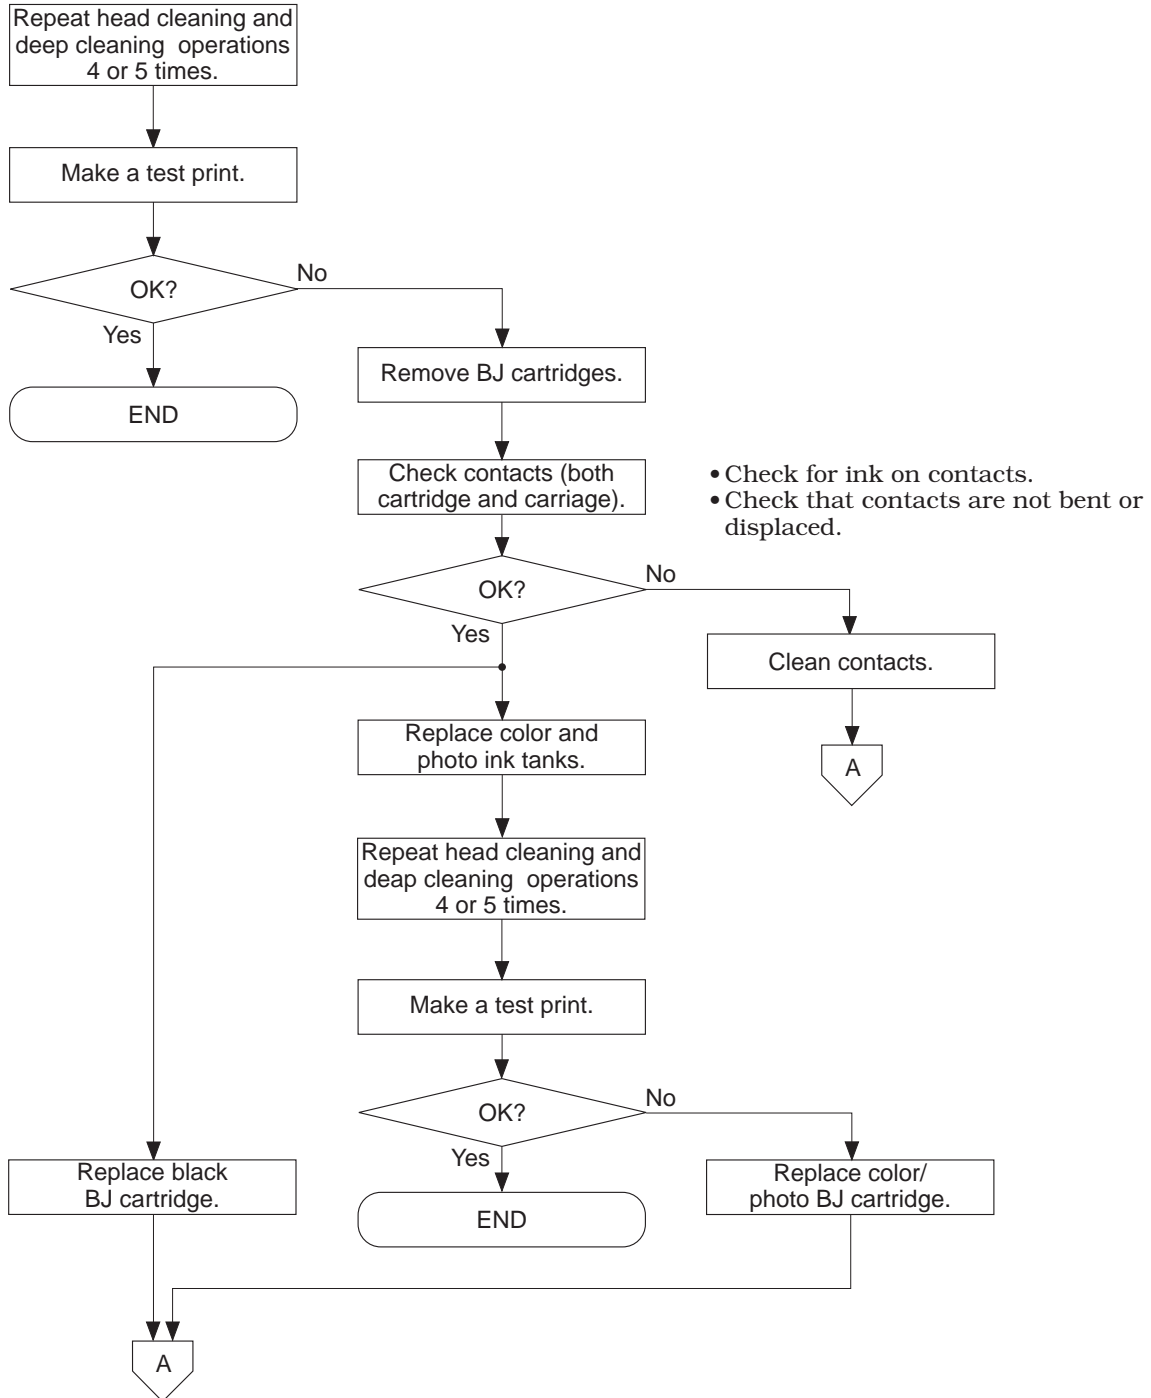 Repeat head cleaning and
deep cleaning operations
4 or 5 times.
Make a test print.
OK?
No
Yes
END
Remove BJ cartridges.
Check contacts (both
cartridge and carriage).
• Check for ink on contacts.
• Check that contacts are not bent or
displaced.
OK?
No
Yes
Clean contacts.
A
Replace color and
photo ink tanks.
Repeat head cleaning and
deap cleaning operations
4 or 5 times.
Make a test print.
OK?
No
Yes
END
Replace black
BJ cartridge.
Replace color/
photo BJ cartridge.
A